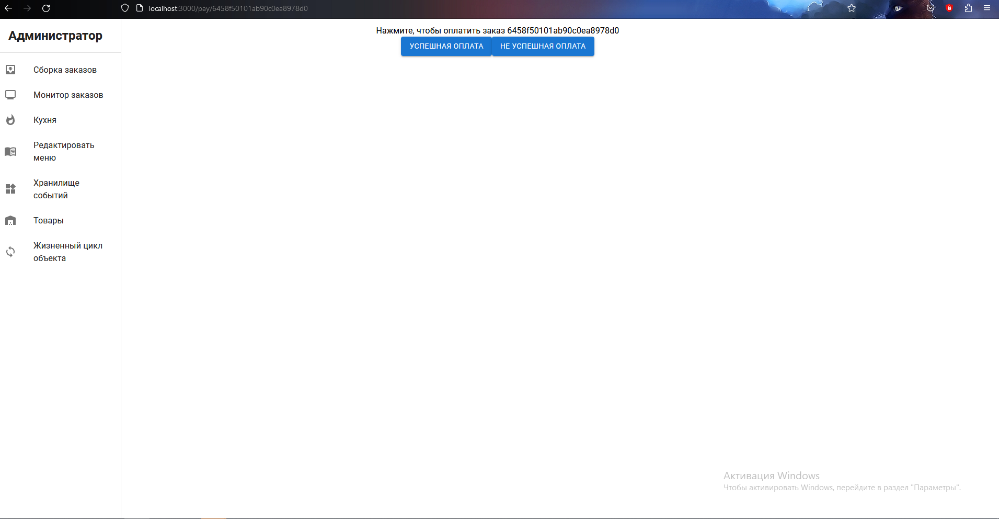 localhost:3000/pay/6458f50101ab90c0ea8978d0
Администратор
Сборка заказов
Монитор заказов
Кухня
Редактировать
меню
Хранилище
событий
Товары
Жизненный цикл
объекта
Нажмите, чтобы оплатить заказ 6458f50101ab90c0ea8978d0
УСПЕШНАЯ ОПЛАТА
НЕ УСПЕШНАЯ ОПЛАТА
Активация Windows
Чтобы активировать Windows, перейдите в раздел "Параметры".